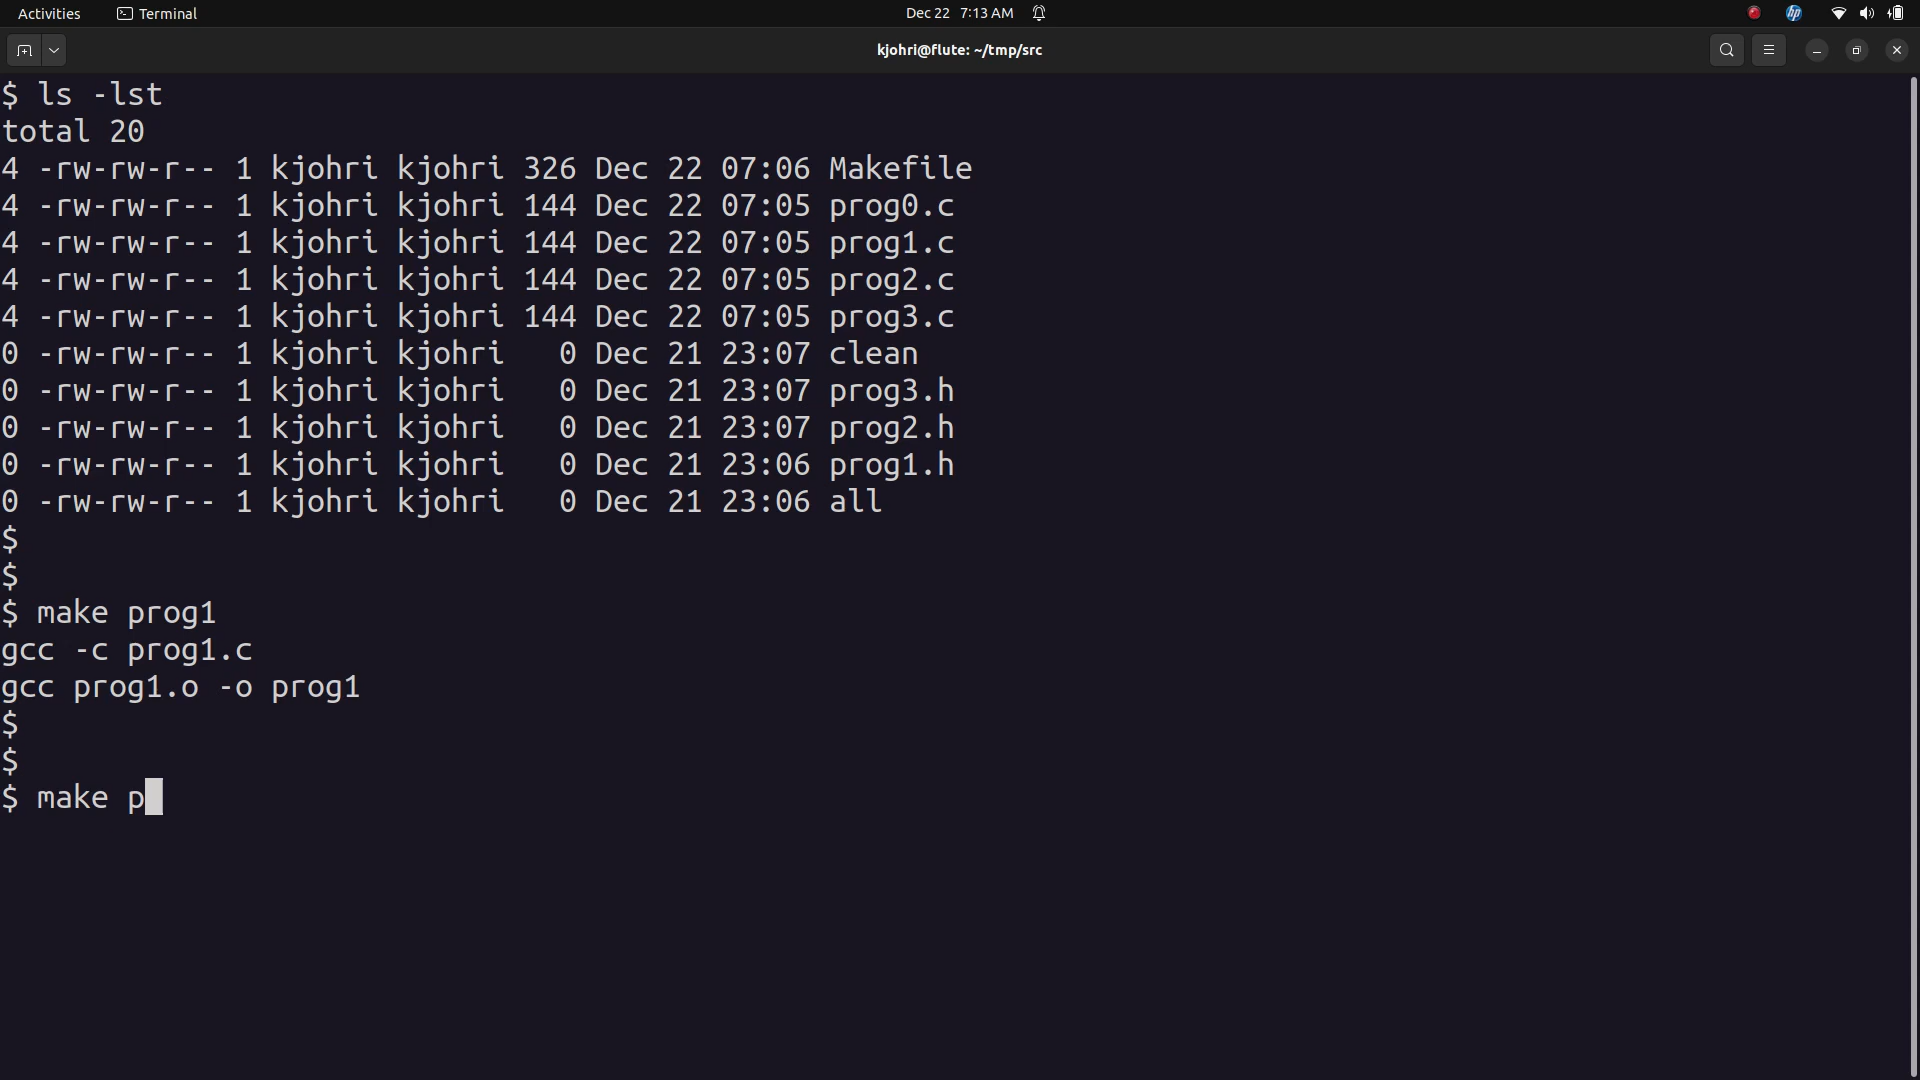 Activities Terminal Dec 22 7:13 AM hp
kjohri@flute: ~/tmp/src
$ ls -lst
total 20
4 -rw-rw-r-- 1 kjohri kjohri 326 Dec 22 07:06 Makefile
4 -rw-rw-r-- 1 kjohri kjohri 144 Dec 22 07:05 prog0.c
4 -rw-rw-r-- 1 kjohri kjohri 144 Dec 22 07:05 prog1.c
4 -rw-rw-r-- 1 kjohri kjohri 144 Dec 22 07:05 prog2.c
4 -rw-rw-r-- 1 kjohri kjohri 144 Dec 22 07:05 prog3.c
0 -rw-rw-r-- 1 kjohri kjohri   0 Dec 21 23:07 clean
0 -rw-rw-r-- 1 kjohri kjohri   0 Dec 21 23:07 prog3.h
0 -rw-rw-r-- 1 kjohri kjohri   0 Dec 21 23:07 prog2.h
0 -rw-rw-r-- 1 kjohri kjohri   0 Dec 21 23:06 prog1.h
0 -rw-rw-r-- 1 kjohri kjohri   0 Dec 21 23:06 all
$
$
$ make prog1
gcc -c prog1.c
gcc prog1.o -o prog1
$
$
$ make p